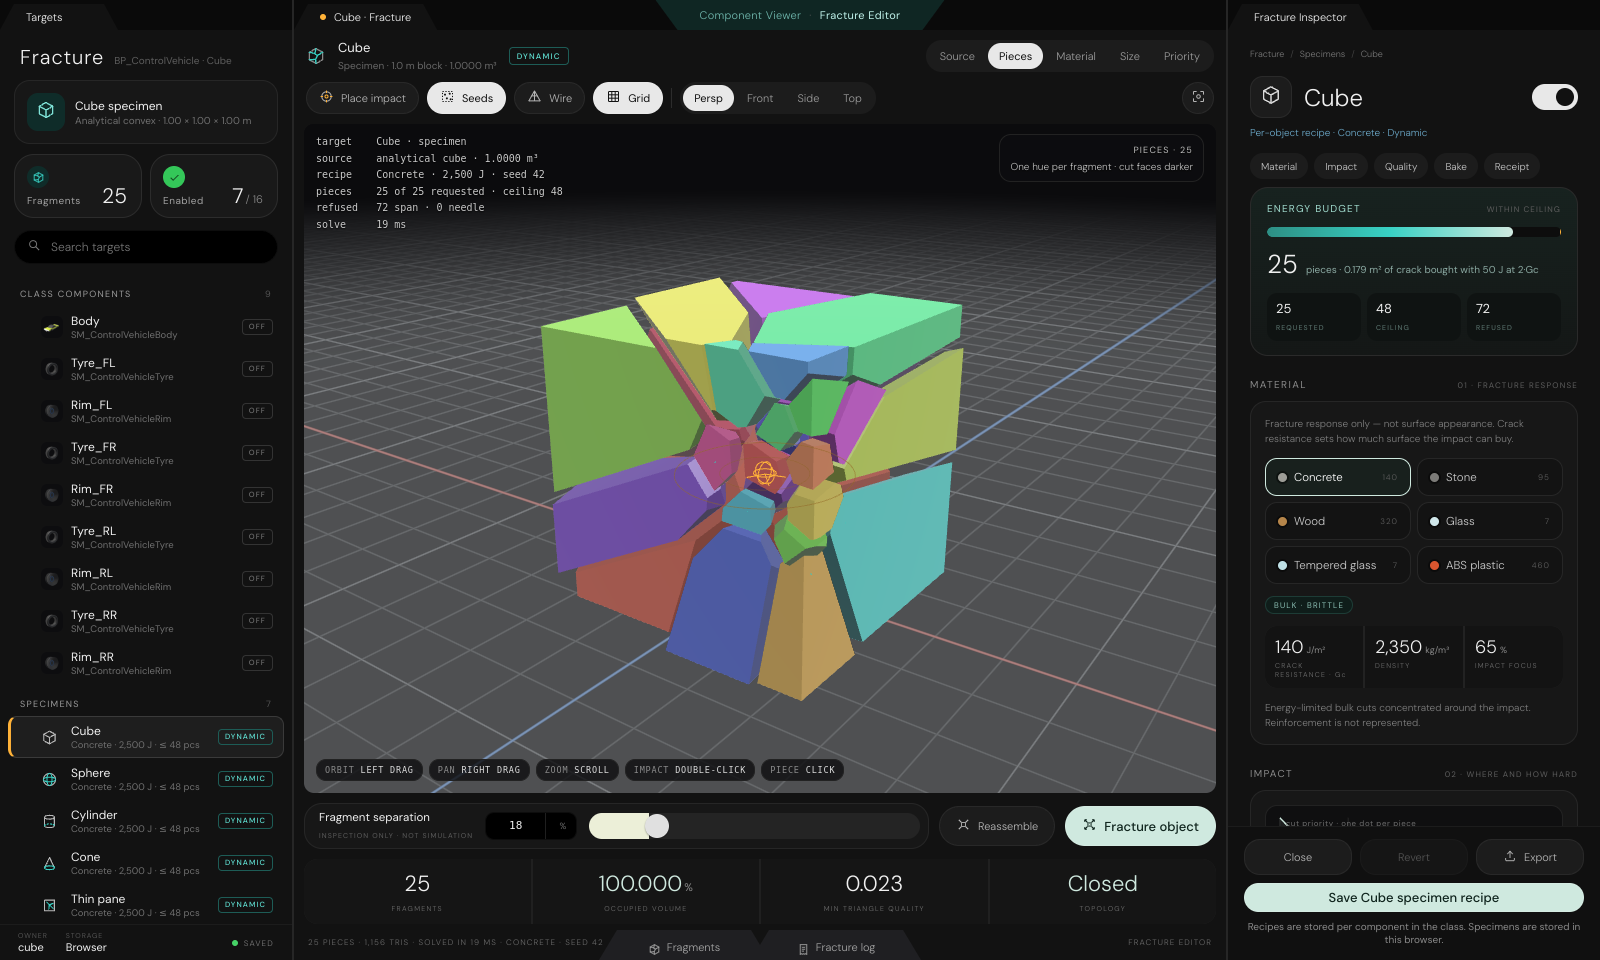 Targets
Cube · Fracture
Component Viewer · Fracture Editor
Fracture Inspector
Fracture BP_ControlVehicle · Cube
Cube specimen
Analytical convex · 1.00 × 1.00 × 1.00 m
Fragments 25
Enabled 7 / 16
Search targets
CLASS COMPONENTS 9
Body
SM_ControlVehicleBody
OFF
Tyre_FL
SM_ControlVehicleTyre
OFF
Rim_FL
SM_ControlVehicleRim
OFF
Tyre_FR
SM_ControlVehicleTyre
OFF
Rim_FR
SM_ControlVehicleRim
OFF
Tyre_RL
SM_ControlVehicleTyre
OFF
Rim_RL
SM_ControlVehicleRim
OFF
Tyre_RR
SM_ControlVehicleTyre
OFF
Rim_RR
SM_ControlVehicleRim
OFF
SPECIMENS 7
Cube
Concrete · 2,500 J · ≤ 48 pcs
DYNAMIC
Sphere
Concrete · 2,500 J · ≤ 48 pcs
DYNAMIC
Cylinder
Concrete · 2,500 J · ≤ 48 pcs
DYNAMIC
Cone
Concrete · 2,500 J · ≤ 48 pcs
DYNAMIC
Thin pane
Concrete · 2,500 J · ≤ 48 pcs
DYNAMIC
OWNER
cube
STORAGE
Browser
SAVED
Cube
Specimen · 1.0 m block · 1.0000 m³
DYNAMIC
Source Pieces Material Size Priority
Place impact Seeds Wire Grid Persp Front Side Top
target Cube · specimen
source analytical cube · 1.0000 m³
recipe Concrete · 2,500 J · seed 42
pieces 25 of 25 requested · ceiling 48
refused 72 span · 0 needle
solve 19 ms
PIECES · 25
One hue per fragment · cut faces darker
ORBIT LEFT DRAG PAN RIGHT DRAG ZOOM SCROLL IMPACT DOUBLE-CLICK PIECE CLICK
Fragment separation
INSPECTION ONLY · NOT SIMULATION
18 %
Reassemble
Fracture object
25
FRAGMENTS
100.000 %
OCCUPIED VOLUME
0.023
MIN TRIANGLE QUALITY
Closed
TOPOLOGY
25 PIECES · 1,156 TRIS · SOLVED IN 19 MS · CONCRETE · SEED 42
Fragments
Fracture log
FRACTURE EDITOR
Fracture / Specimens / Cube
Cube
Per-object recipe · Concrete · Dynamic
Material Impact Quality Bake Receipt
ENERGY BUDGET WITHIN CEILING
25 pieces · 0.179 m² of crack bought with 50 J at 2·Gc
25
REQUESTED
48
CEILING
72
REFUSED
MATERIAL 01 · FRACTURE RESPONSE
Fracture response only — not surface appearance. Crack
resistance sets how much surface the impact can buy.
Concrete 140
Stone 95
Wood 320
Glass 7
Tempered glass 7
ABS plastic 460
BULK · BRITTLE
140 J/m²
CRACK
RESISTANCE · Gc
2,350 kg/m³
DENSITY
65 %
IMPACT FOCUS
Energy-limited bulk cuts concentrated around the impact.
Reinforcement is not represented.
IMPACT 02 · WHERE AND HOW HARD
cut priority · one dot per piece
Close Revert Export
Save Cube specimen recipe
Recipes are stored per component in the class. Specimens are stored in
this browser.